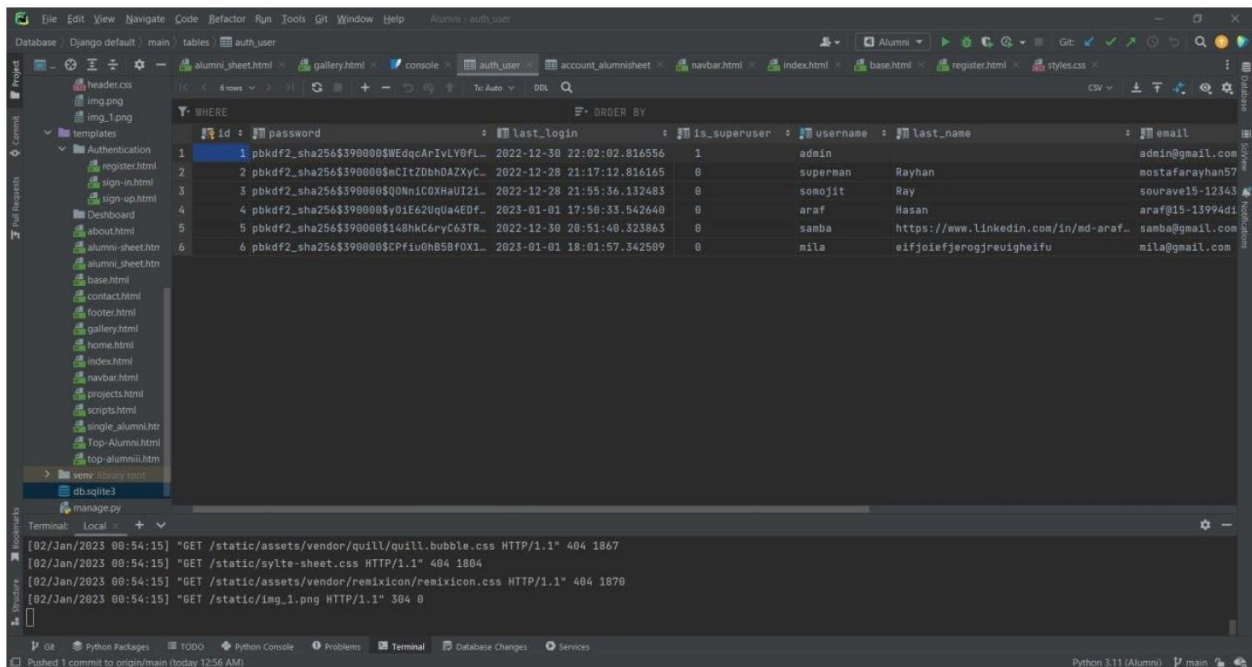 File Edit View Navigate Code Refactor Run Tools Git Window Help Alumni - auth_user
Database Django default main tables auth_user Alumni Git:
Project alumni_sheet.html gallery.html console auth_user account_alumnisheet navbar.html index.html base.html register.html styles.css
header.css
6 rows Tx: Auto DDL CSV
img.png
img_1.png
WHERE ORDER BY
templates
id password last_login is_superuser username last_name email
Authentication
1 1 pbkdf2_sha256$390000$WEdqcArIvLY0fL… 2022-12-30 22:02:02.816556 1 admin admin@gmail.com
register.html
2 2 pbkdf2_sha256$390000$mCItZDbhDAZXyC… 2022-12-28 21:17:12.816165 0 superman Rayhan mostafarayhan57
sign-in.html
3 3 pbkdf2_sha256$390000$QONniCOXHaUI2i… 2022-12-28 21:55:36.132483 0 somojit Ray sourave15-12343
sign-up.html
4 4 pbkdf2_sha256$390000$yOiE62UqUa4EDf… 2023-01-01 17:50:33.542640 0 araf Hasan araf@15-13994di
Deshboard
5 5 pbkdf2_sha256$390000$148hkC6ryC63TR… 2022-12-30 20:51:40.323863 0 samba https://www.linkedin.com/in/md-araf… samba@gmail.com
about.html
6 6 pbkdf2_sha256$390000$CPfiu0hB5BfOX1… 2023-01-01 18:01:57.342509 0 mila eifjoiefjerogjreuigheifu mila@gmail.com
alumni-sheet.htm
alumni_sheet.htm
base.html
contact.html
footer.html
gallery.html
home.html
index.html
navbar.html
projects.html
scripts.html
single_alumni.htr
Top-Alumni.html
top-alumniii.htm
venv library root
db.sqlite3
manage.py
Commit
Pull Requests
Bookmarks
Structure
Database
SciView
Notifications
Terminal: Local
[02/Jan/2023 00:54:15] "GET /static/assets/vendor/quill/quill.bubble.css HTTP/1.1" 404 1867
[02/Jan/2023 00:54:15] "GET /static/sylte-sheet.css HTTP/1.1" 404 1804
[02/Jan/2023 00:54:15] "GET /static/assets/vendor/remixicon/remixicon.css HTTP/1.1" 404 1870
[02/Jan/2023 00:54:15] "GET /static/img_1.png HTTP/1.1" 304 0
Git Python Packages TODO Python Console Problems Terminal Database Changes Services
Pushed 1 commit to origin/main (today 12:56 AM) Python 3.11 (Alumni) main